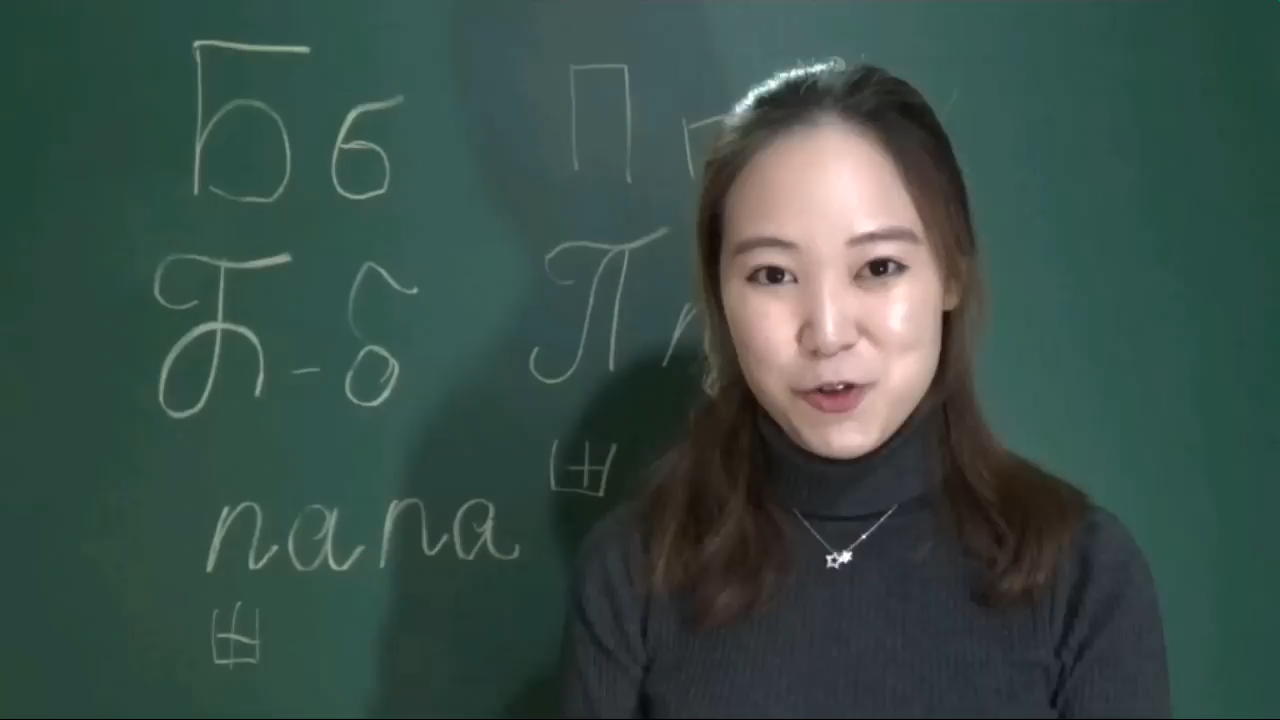 Б б П п
Б - б П п
ㅃ
папа
ㅃ